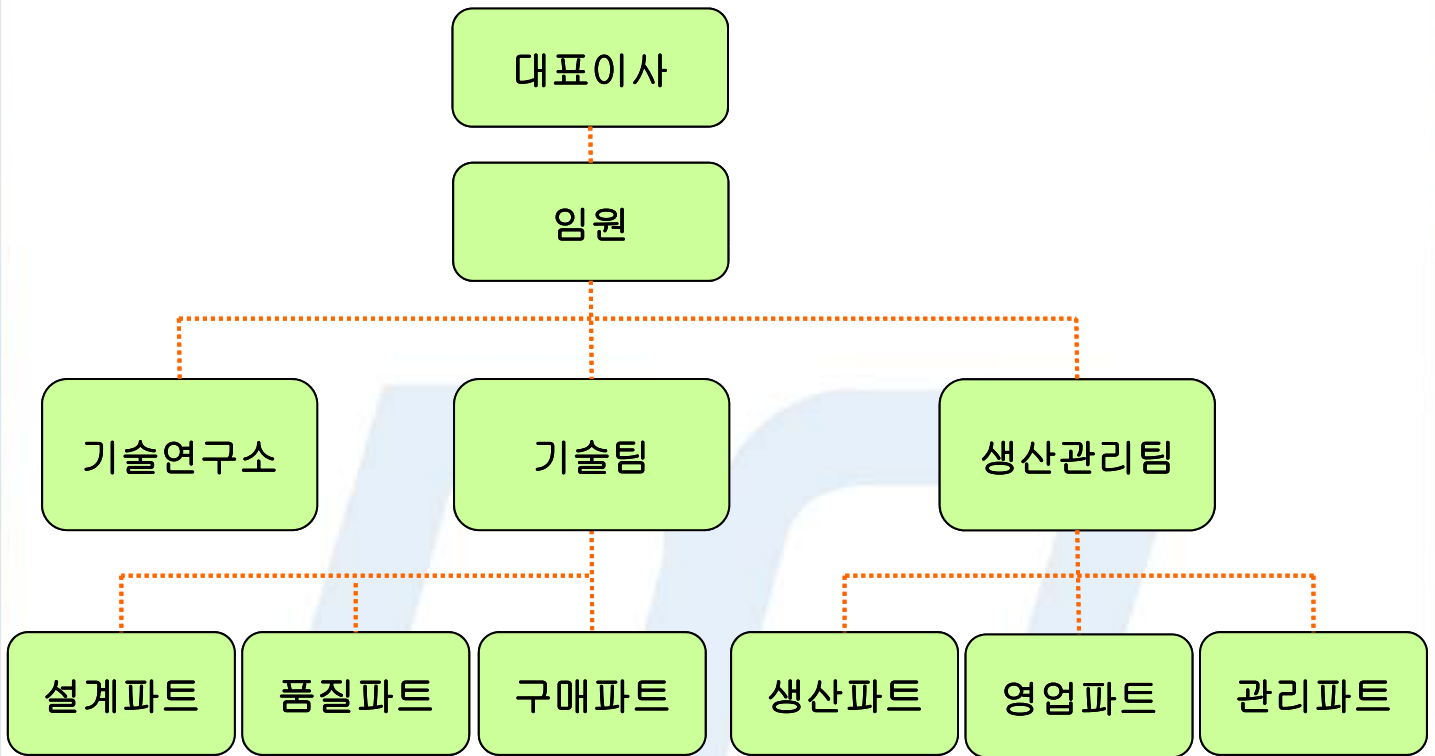 대표이사
임원
기술연구소
기술팀
생산관리팀
설계파트
품질파트
구매파트
생산파트
영업파트
관리파트